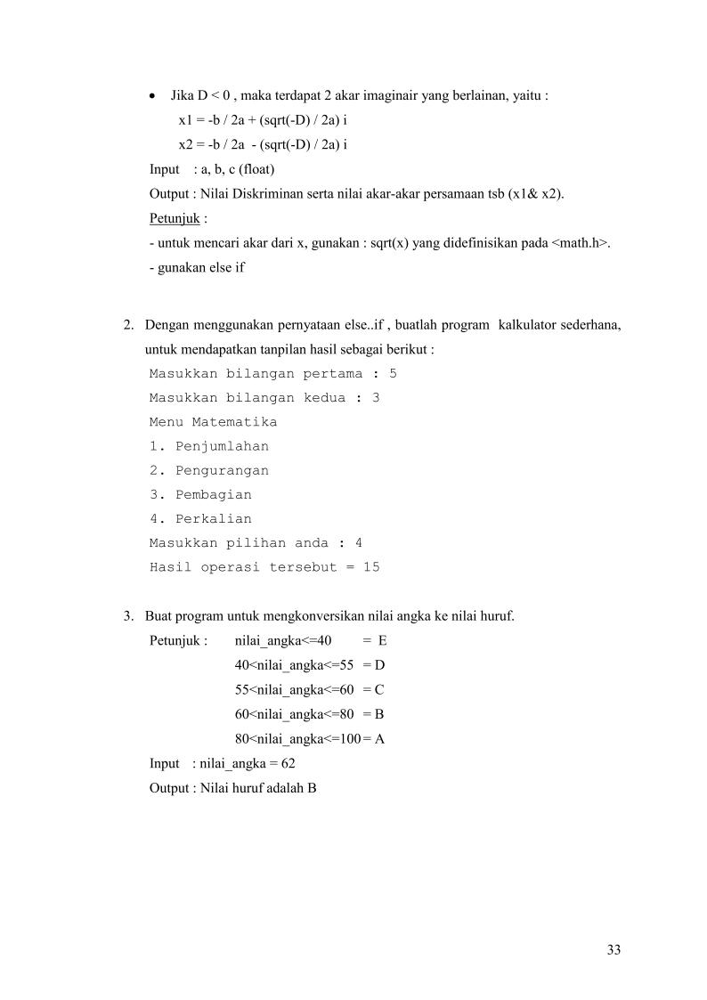 • Jika D < 0 , maka terdapat 2 akar imaginair yang berlainan, yaitu :
x1 = -b / 2a + (sqrt(-D) / 2a) i
x2 = -b / 2a - (sqrt(-D) / 2a) i
Input : a, b, c (float)
Output : Nilai Diskriminan serta nilai akar-akar persamaan tsb (x1& x2).
Petunjuk :
- untuk mencari akar dari x, gunakan : sqrt(x) yang didefinisikan pada <math.h>.
- gunakan else if
2. Dengan menggunakan pernyataan else..if , buatlah program kalkulator sederhana,
untuk mendapatkan tanpilan hasil sebagai berikut :
Masukkan bilangan pertama : 5
Masukkan bilangan kedua : 3
Menu Matematika
1. Penjumlahan
2. Pengurangan
3. Pembagian
4. Perkalian
Masukkan pilihan anda : 4
Hasil operasi tersebut = 15
3. Buat program untuk mengkonversikan nilai angka ke nilai huruf.
Petunjuk : nilai_angka<=40 = E
40<nilai_angka<=55 = D
55<nilai_angka<=60 = C
60<nilai_angka<=80 = B
80<nilai_angka<=100 = A
Input : nilai_angka = 62
Output : Nilai huruf adalah B
33